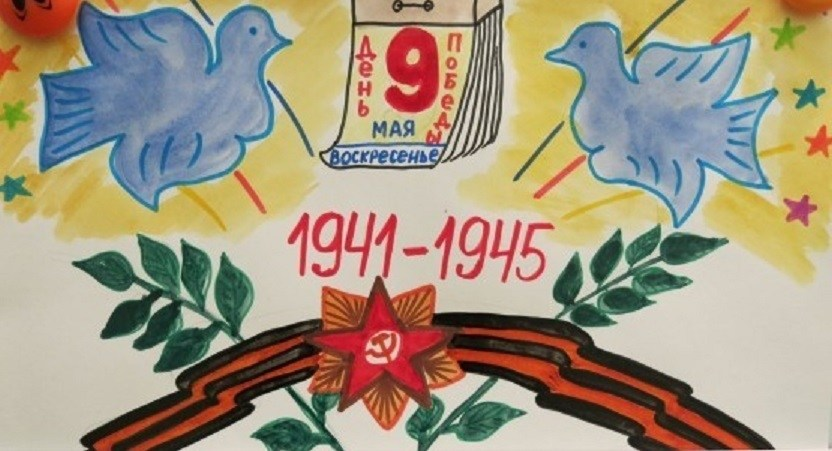 День
9
Победы
МАЯ
Воскресенье
1941-1945